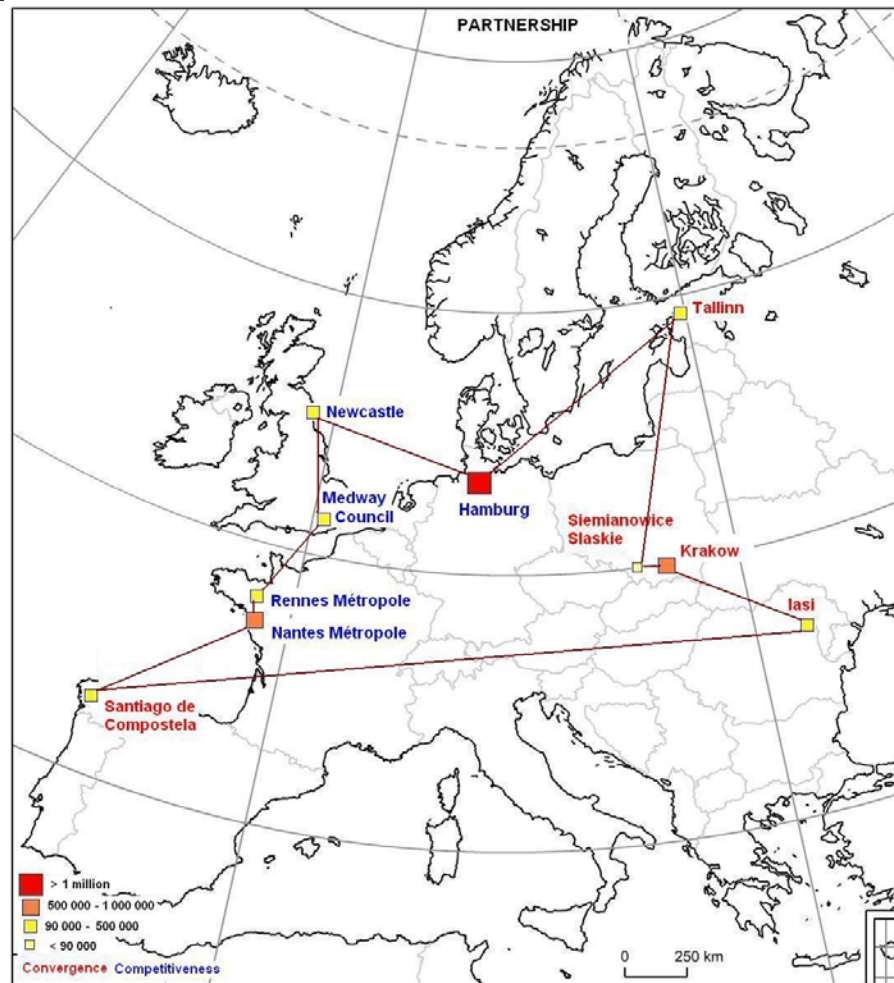 PARTNERSHIP
Tallinn
Newcastle
Medway
Council
Hamburg
Siemianowice
Slaskie
Krakow
Iasi
Rennes Métropole
Nantes Métropole
Santiago de
Compostela
> 1 million
500 000 - 1 000 000
90 000 - 500 000
< 90 000
Convergence Competitiveness
0 250 km